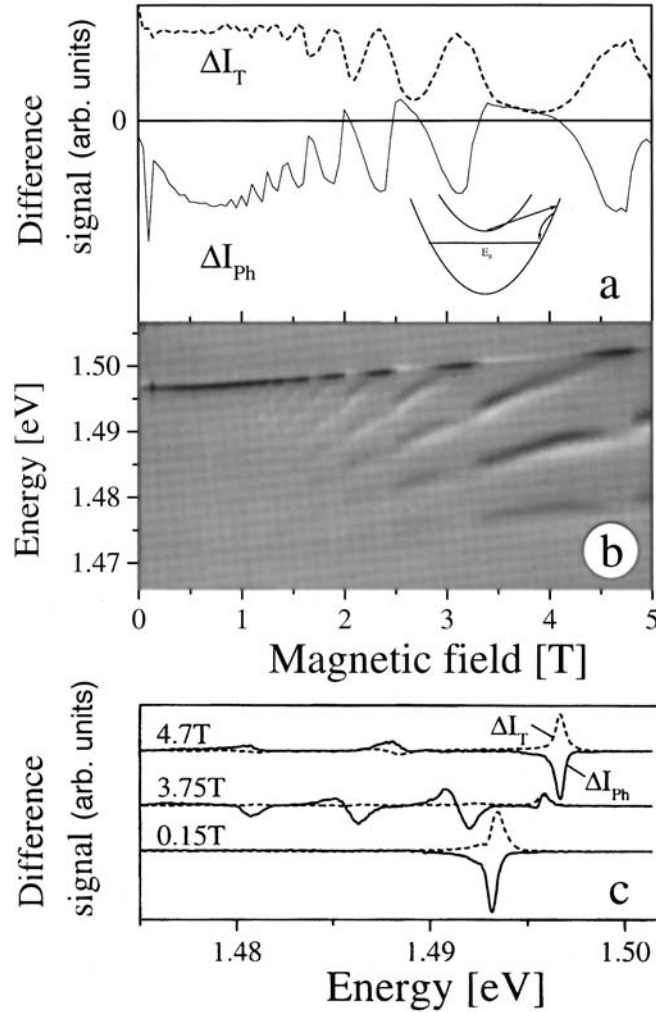 Difference
signal (arb. units)
0
ΔI_T
ΔI_Ph
a
Energy [eV]
1.50
1.49
1.48
1.47
b
0 1 2 3 4 5
Magnetic field [T]
Difference
signal (arb. units)
4.7T
3.75T
0.15T
ΔI_T
ΔI_Ph
c
1.48 1.49 1.50
Energy [eV]